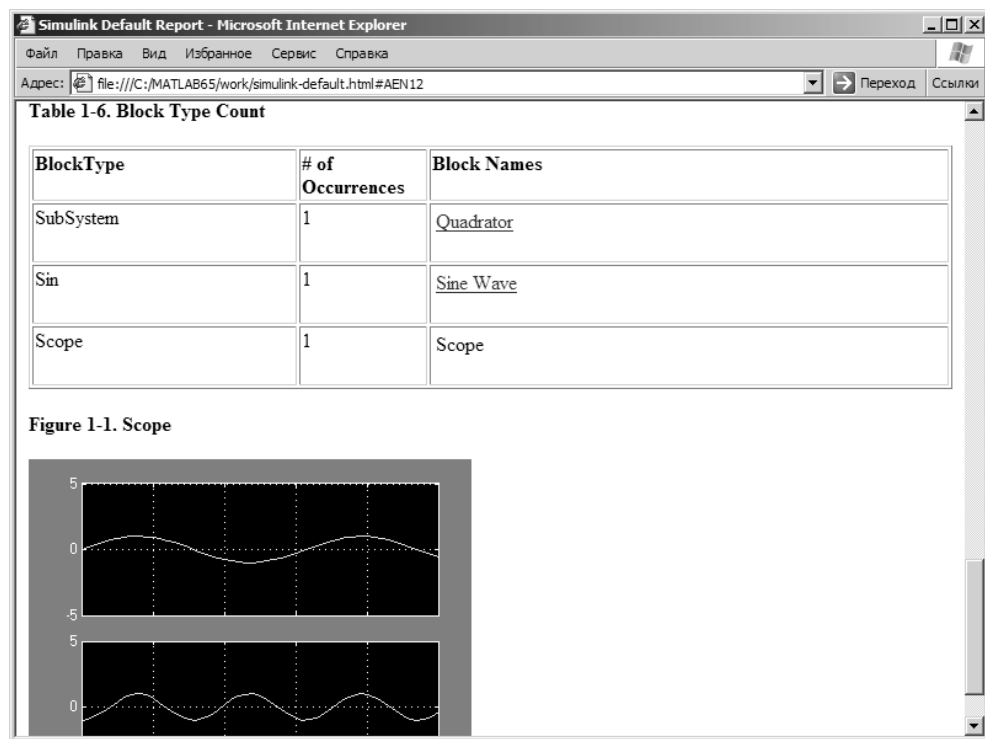 Simulink Default Report - Microsoft Internet Explorer
Файл Правка Вид Избранное Сервис Справка
Адрес: file:///C:/MATLAB65/work/simulink-default.html#AEN12 Переход Ссылки
Table 1-6. Block Type Count
BlockType # of Occurrences Block Names
SubSystem 1 Quadrator
Sin 1 Sine Wave
Scope 1 Scope
Figure 1-1. Scope
5
0
-5
5
0